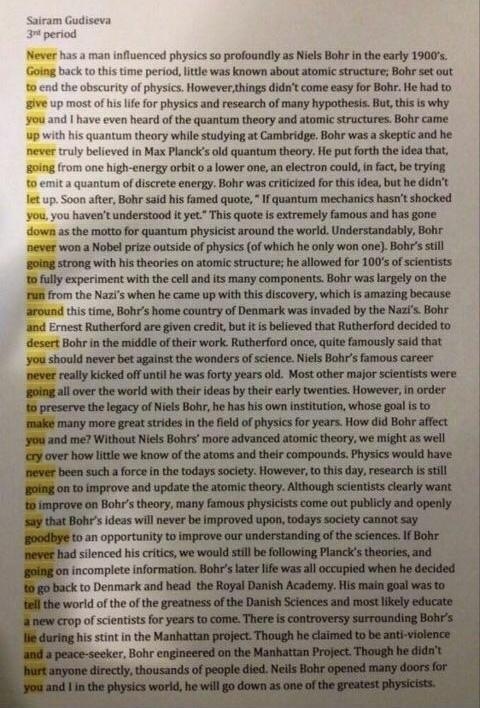 Sairam Gudiseva
3rd period
Never has a man influenced physics so profoundly as Niels Bohr in the early 1900's.
Going back to this time period, little was known about atomic structure; Bohr set out
to end the obscurity of physics. However,things didn't come easy for Bohr. He had to
give up most of his life for physics and research of many hypothesis. But, this is why
you and I have even heard of the quantum theory and atomic structures. Bohr came
up with his quantum theory while studying at Cambridge. Bohr was a skeptic and he
never truly believed in Max Planck's old quantum theory. He put forth the idea that,
going from one high-energy orbit o a lower one, an electron could, in fact, be trying
to emit a quantum of discrete energy. Bohr was criticized for this idea, but he didn't
let up. Soon after, Bohr said his famed quote, " If quantum mechanics hasn't shocked
you, you haven't understood it yet." This quote is extremely famous and has gone
down as the motto for quantum physicist around the world. Understandably, Bohr
never won a Nobel prize outside of physics (of which he only won one). Bohr's still
going strong with his theories on atomic structure; he allowed for 100's of scientists
to fully experiment with the cell and its many components. Bohr was largely on the
run from the Nazi's when he came up with this discovery, which is amazing because
around this time, Bohr's home country of Denmark was invaded by the Nazi's. Bohr
and Ernest Rutherford are given credit, but it is believed that Rutherford decided to
desert Bohr in the middle of their work. Rutherford once, quite famously said that
you should never bet against the wonders of science. Niels Bohr's famous career
never really kicked off until he was forty years old.  Most other major scientists were
going all over the world with their ideas by their early twenties. However, in order
to preserve the legacy of Niels Bohr, he has his own institution, whose goal is to
make many more great strides in the field of physics for years. How did Bohr affect
you and me? Without Niels Bohrs' more advanced atomic theory, we might as well
cry over how little we know of the atoms and their compounds. Physics would have
never been such a force in the todays society. However, to this day, research is still
going on to improve and update the atomic theory. Although scientists clearly want
to improve on Bohr's theory, many famous physicists come out publicly and openly
say that Bohr's ideas will never be improved upon, todays society cannot say
goodbye to an opportunity to improve our understanding of the sciences. If Bohr
never had silenced his critics, we would still be following Planck's theories, and
going on incomplete information. Bohr's later life was all occupied when he decided
to go back to Denmark and head  the Royal Danish Academy. His main goal was to
tell the world of the of the greatness of the Danish Sciences and most likely educate
a new crop of scientists for years to come. There is controversy surrounding Bohr's
lie during his stint in the Manhattan project. Though he claimed to be anti-violence
and a peace-seeker, Bohr engineered on the Manhattan Project. Though he didn't
hurt anyone directly, thousands of people died. Neils Bohr opened many doors for
you and I in the physics world, he will go down as one of the greatest physicists.